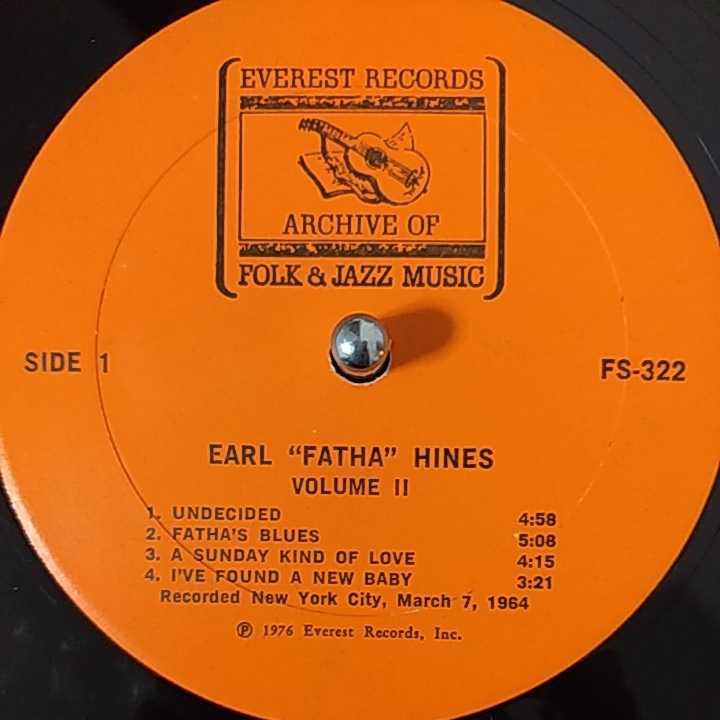 EVEREST RECORDS
ARCHIVE OF
FOLK & JAZZ MUSIC
SIDE 1
FS-322
EARL “FATHA” HINES
VOLUME II
1. UNDECIDED 4:58
2. FATHA'S BLUES 5:08
3. A SUNDAY KIND OF LOVE 4:15
4. I'VE FOUND A NEW BABY 3:21
Recorded New York City, March 7, 1964
℗ 1976 Everest Records, Inc.